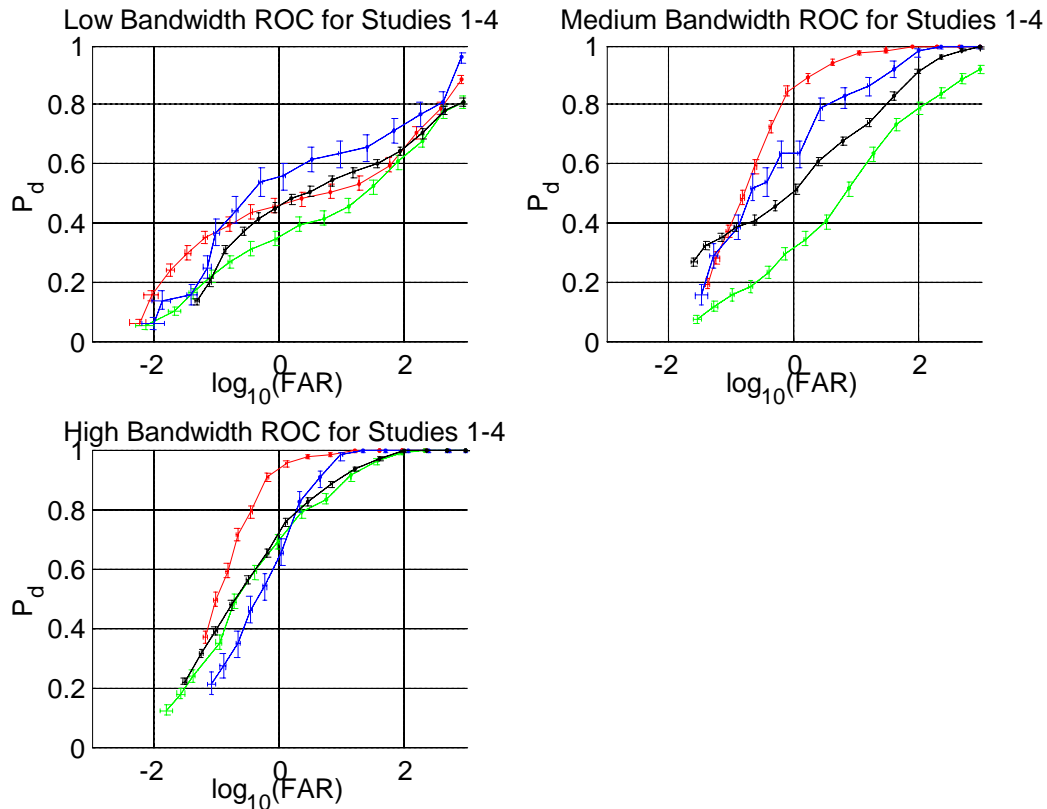 Low Bandwidth ROC for Studies 1-4
1
0.8
0.6
0.4
0.2
0
P_d
-2 0 2
log_10(FAR)
Medium Bandwidth ROC for Studies 1-4
1
0.8
0.6
0.4
0.2
0
P_d
-2 0 2
log_10(FAR)
High Bandwidth ROC for Studies 1-4
1
0.8
0.6
0.4
0.2
0
P_d
-2 0 2
log_10(FAR)